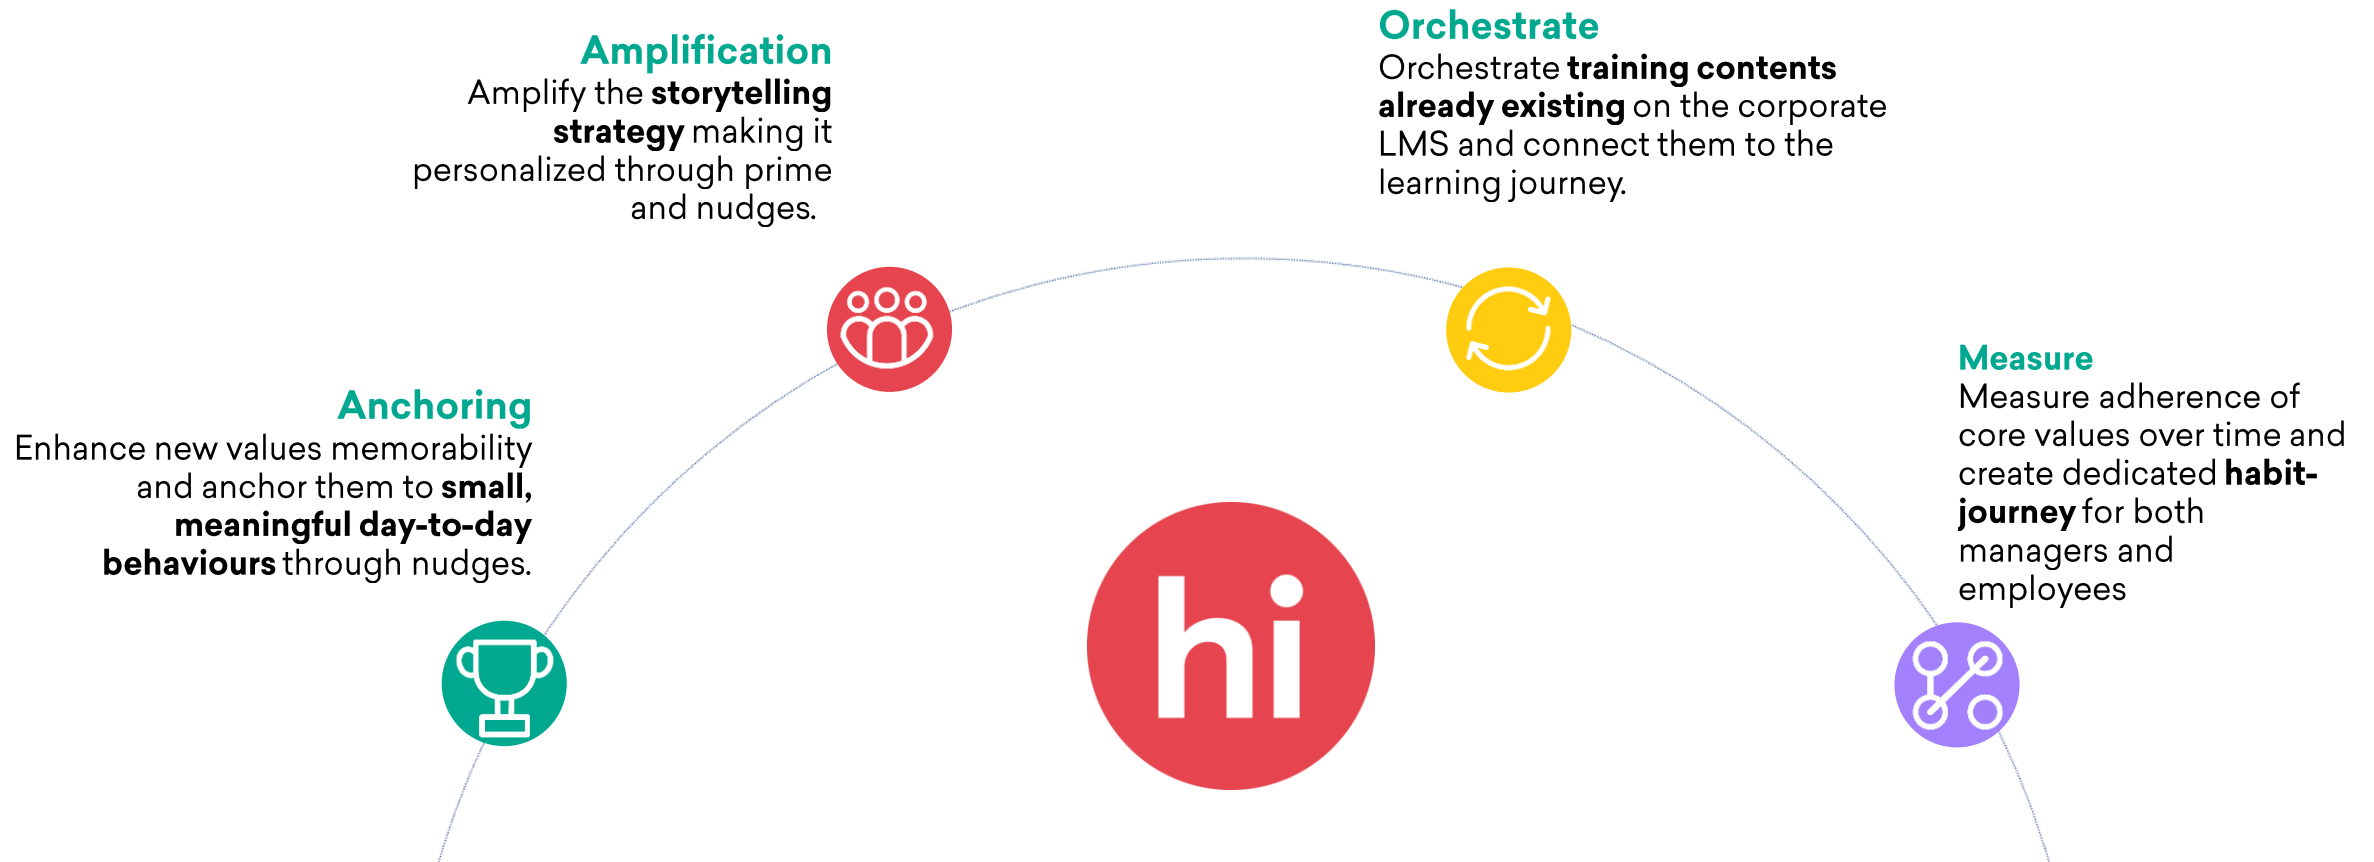 Amplification
Amplify the storytelling
strategy making it
personalized through prime
and nudges.
Orchestrate
Orchestrate training contents
already existing on the corporate
LMS and connect them to the
learning journey.
Anchoring
Enhance new values memorability
and anchor them to small,
meaningful day-to-day
behaviours through nudges.
Measure
Measure adherence of
core values over time and
create dedicated habit-
journey for both
managers and
employees
hi